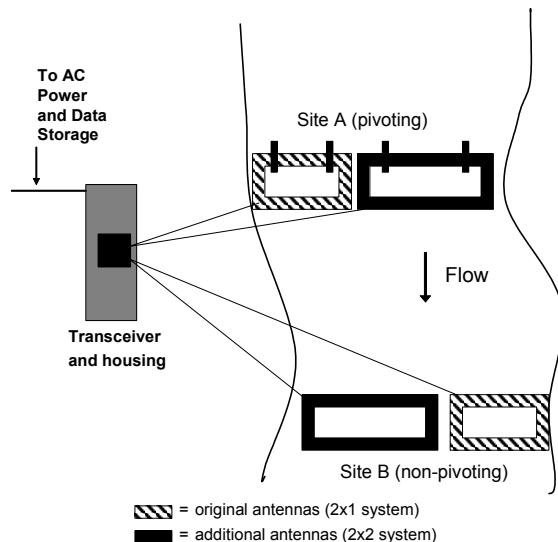 To AC
Power
and Data
Storage
Site A (pivoting)
Flow
Transceiver
and housing
Site B (non-pivoting)
= original antennas (2x1 system)
= additional antennas (2x2 system)